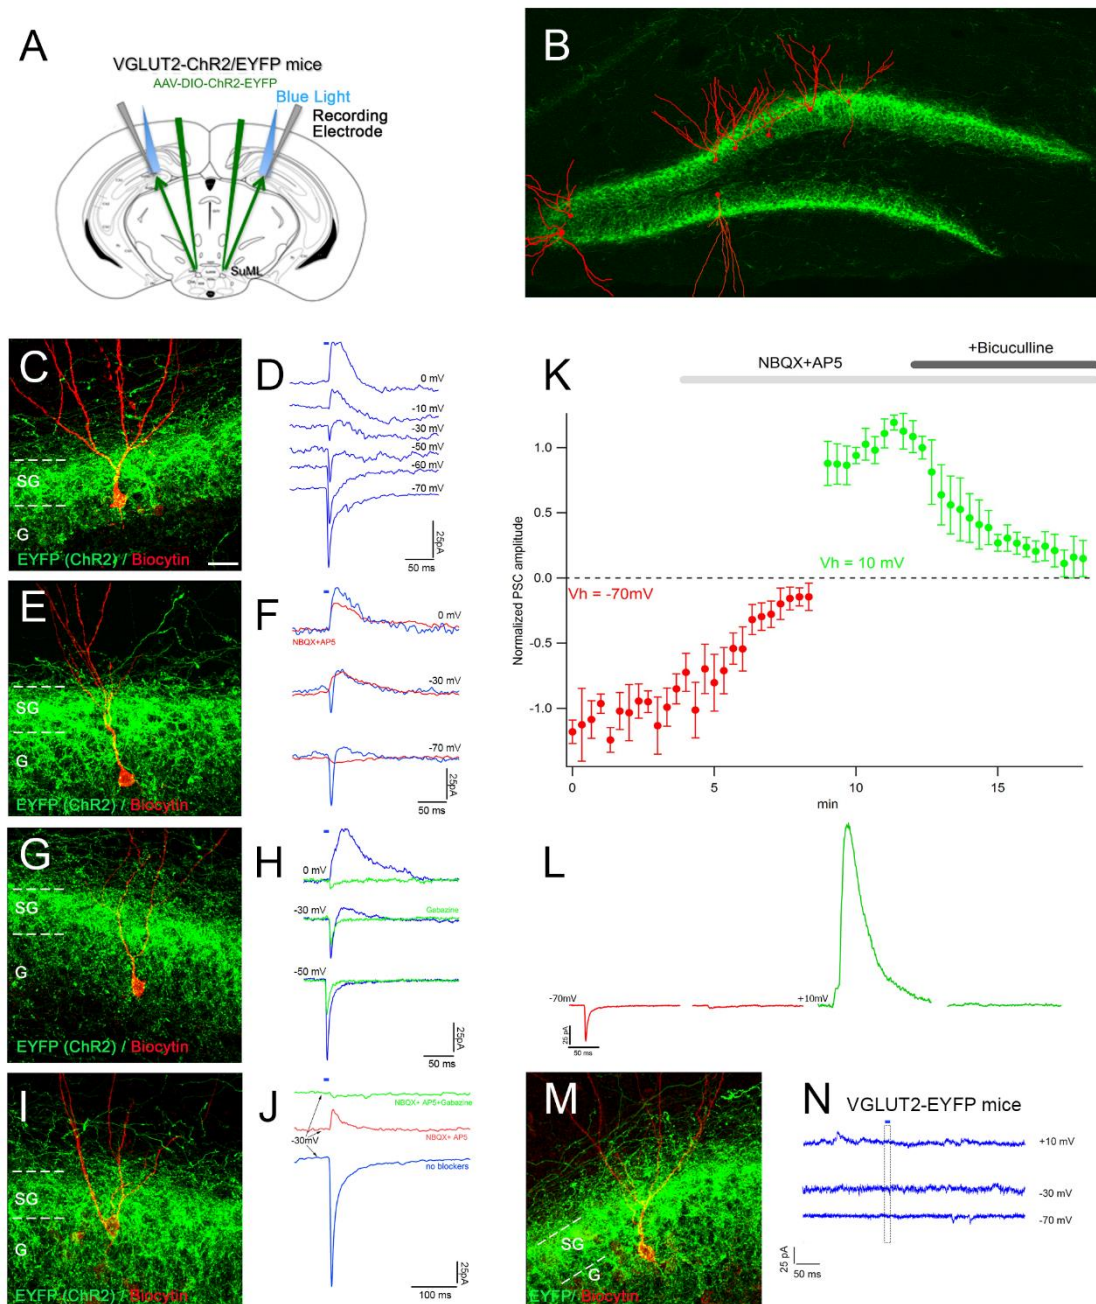 A
VGLUT2-ChR2/EYFP mice
AAV-DIO-ChR2-EYFP
Blue Light
Recording
Electrode
SuML
B
C
SG
G
EYFP (ChR2) / Biocytin
D
0 mV
-10 mV
-30 mV
-50 mV
-60 mV
-70 mV
25pA
50 ms
E
SG
G
EYFP (ChR2) / Biocytin
F
0 mV
NBQX+AP5
-30 mV
-70 mV
25pA
50 ms
G
SG
G
EYFP (ChR2) / Biocytin
H
0 mV
Gabazine
-30 mV
-50 mV
25pA
50 ms
I
SG
G
EYFP (ChR2) / Biocytin
J
NBQX+ AP5+Gabazine
-30mV
NBQX+ AP5
no blockers
25pA
100 ms
K
+Bicuculline
NBQX+AP5
Normalized PSC amplitude
1.0
0.5
0.0
-0.5
-1.0
Vh = 10 mV
Vh = -70mV
0
5
10
15
min
L
-70mV
+10mV
25 pA
50 ms
M
SG
G
EYFP/ Biocytin
N
VGLUT2-EYFP mice
+10 mV
-30 mV
-70 mV
25 pA
50 ms